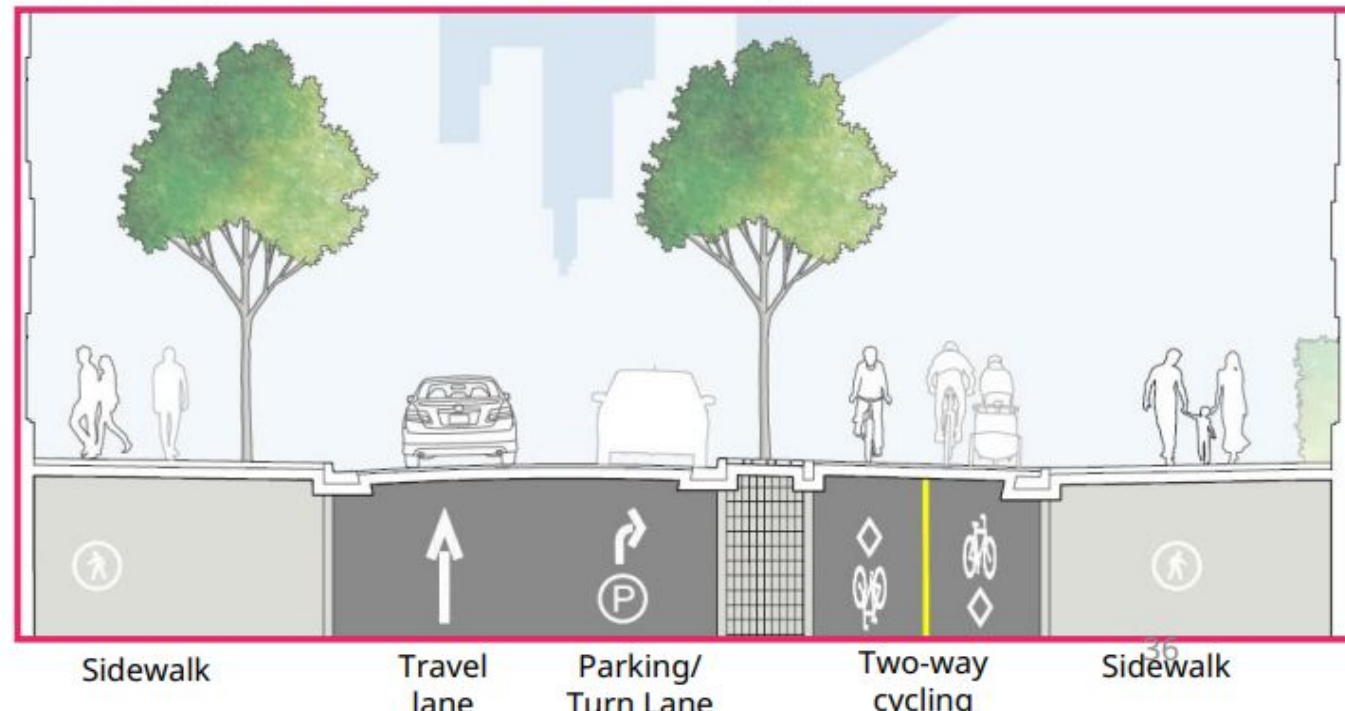 P
36
Sidewalk
Travel
lane
Parking/
Turn Lane
Two-way
cycling
Sidewalk